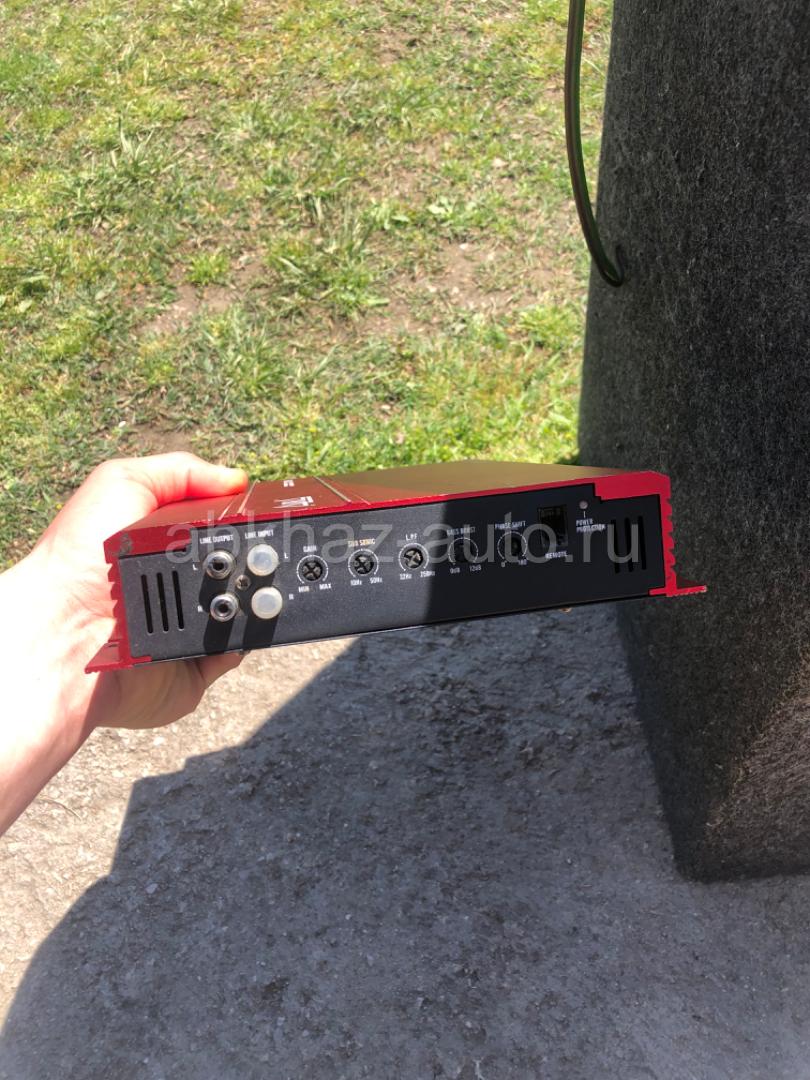 LINE OUTPUT
LINE INPUT
L
L
R
R
GAIN
MIN
MAX
SUB SONIC
10Hz
50Hz
L.P.F
32Hz
250Hz
BASS BOOST
0dB
12dB
PHASE SHIFT
0
180
REMOTE
POWER
PROTECTION
abkhaz-auto.ru